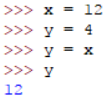 >>> x = 12
>>> y = 4
>>> y = x
>>> y
12